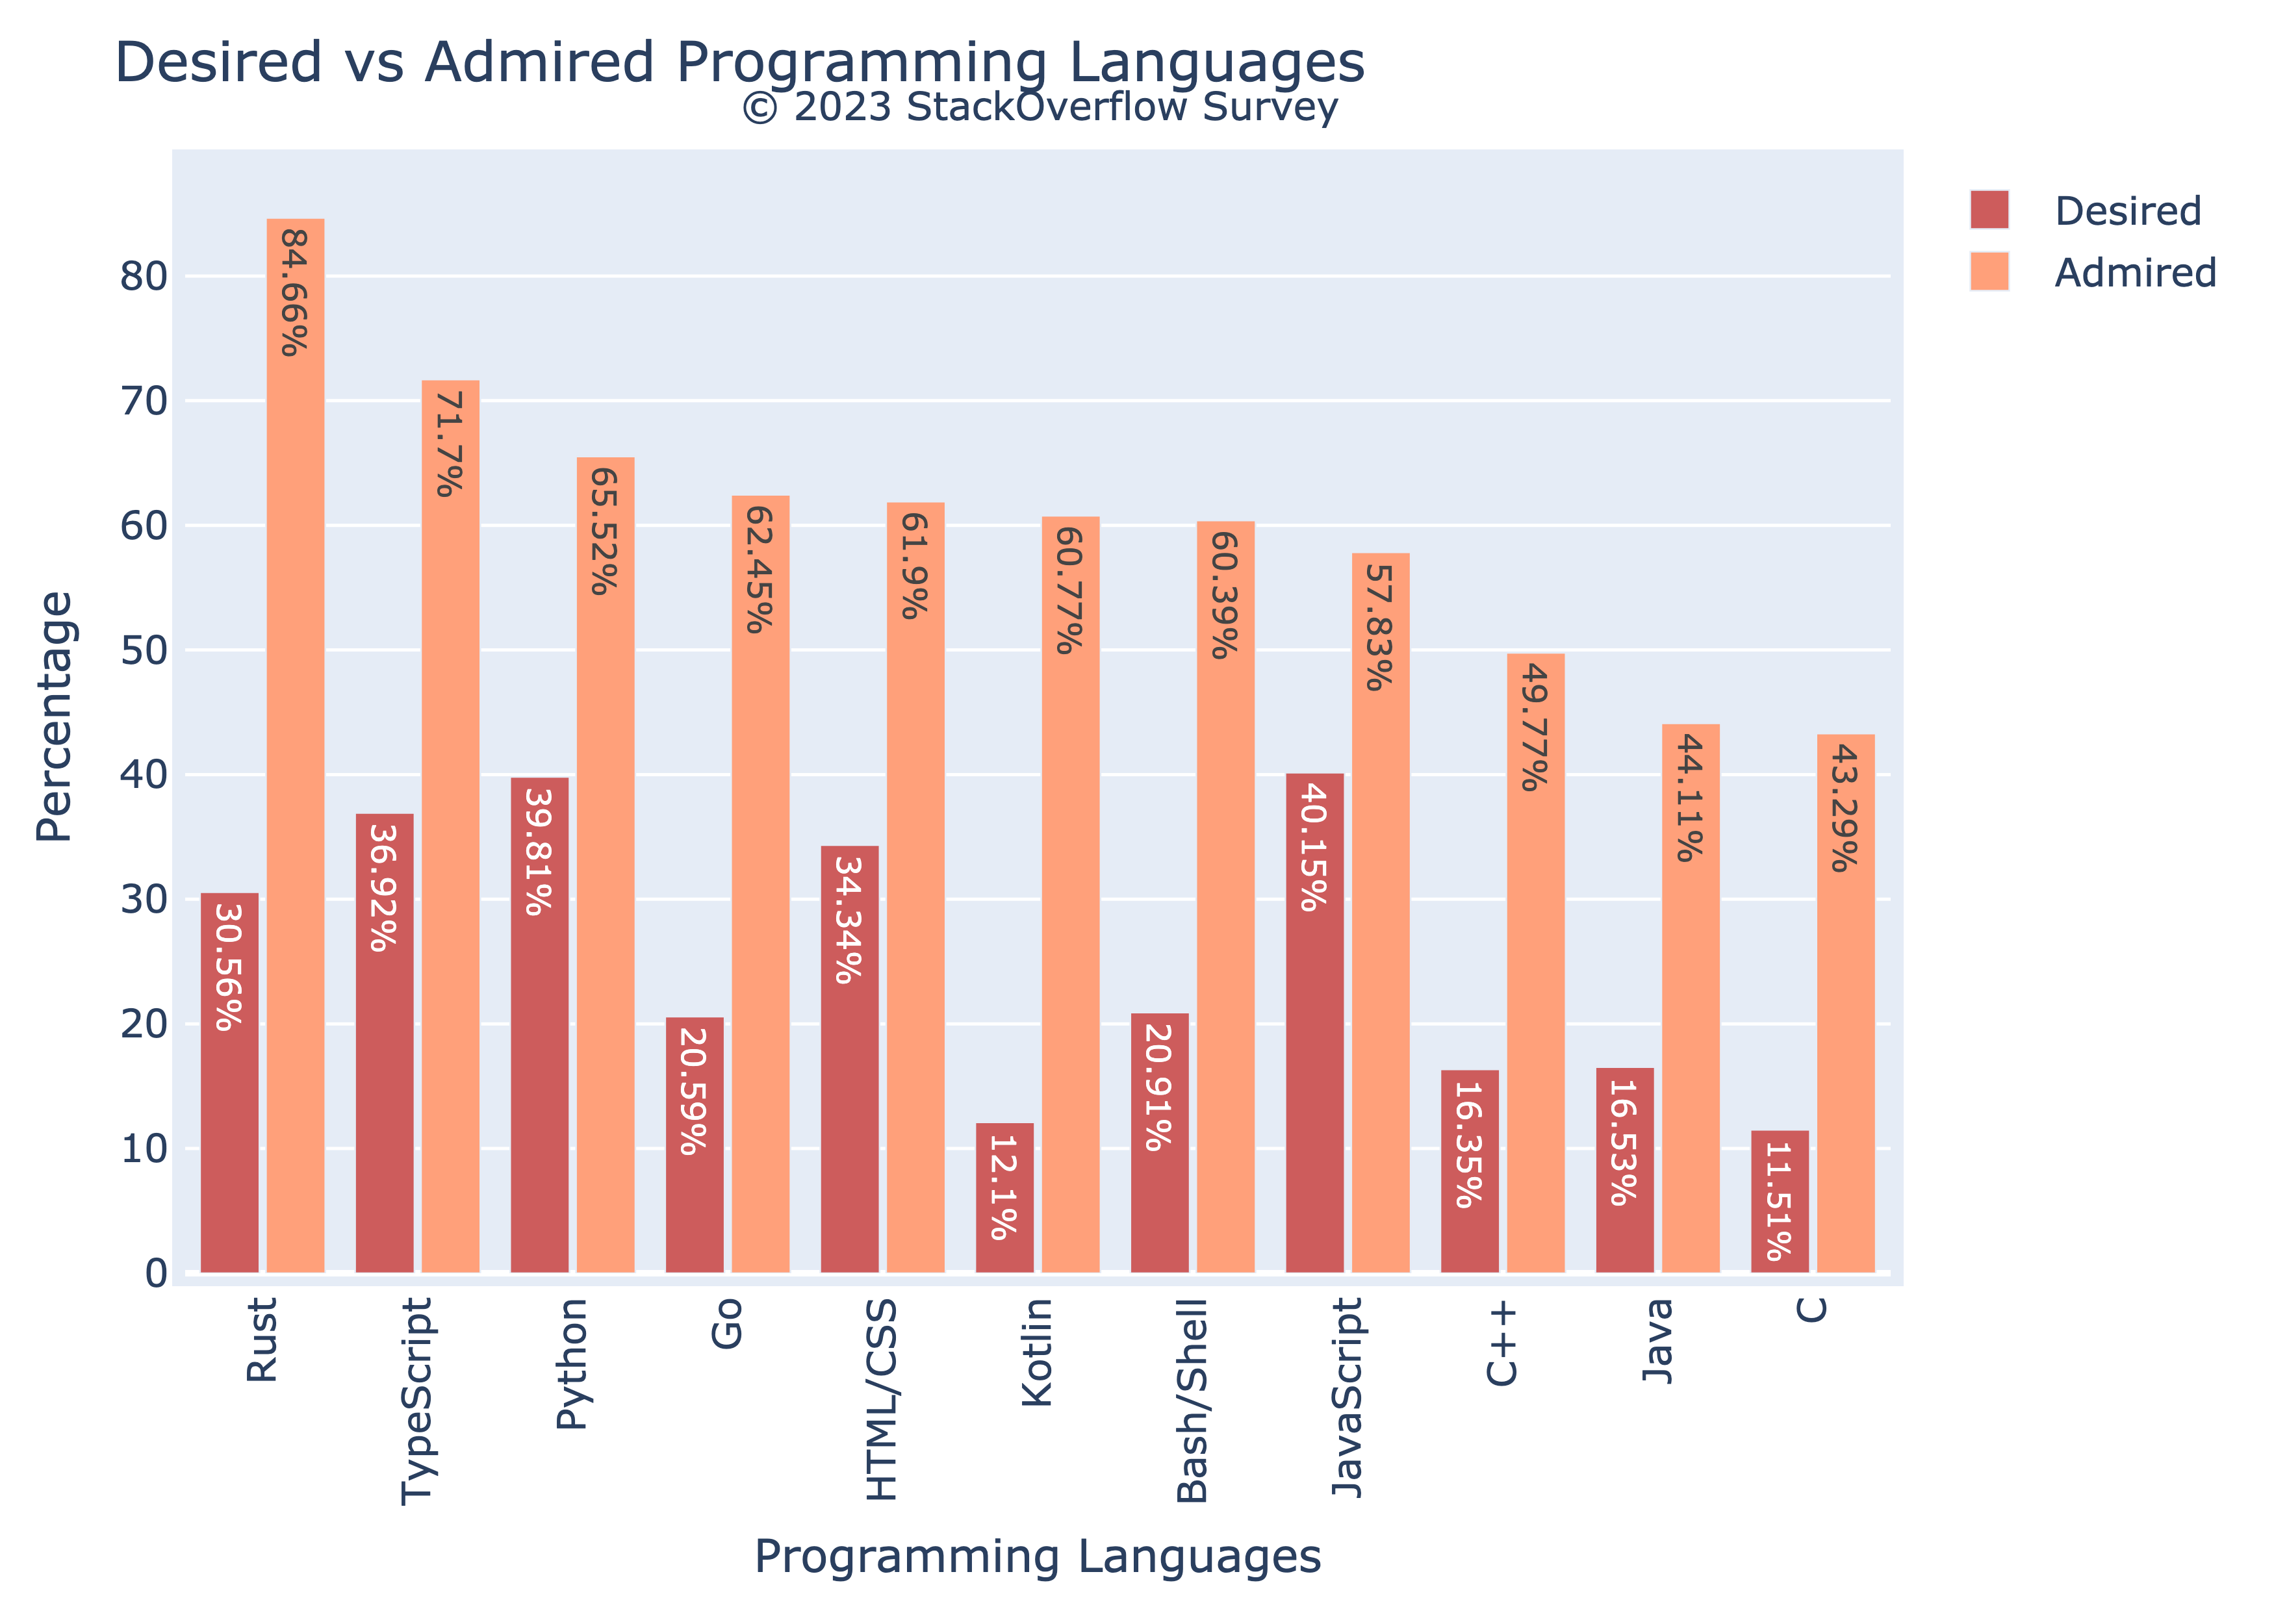 Desired vs Admired Programming Languages
© 2023 StackOverflow Survey
Desired
Admired
Percentage
80
70
60
50
40
30
20
10
0
30.56%
84.66%
36.92%
71.7%
39.81%
65.52%
20.59%
62.45%
34.34%
61.9%
12.1%
60.77%
20.91%
60.39%
40.15%
57.83%
16.35%
49.77%
16.53%
44.11%
11.51%
43.29%
Rust
TypeScript
Python
Go
HTML/CSS
Kotlin
Bash/Shell
JavaScript
C++
Java
C
Programming Languages